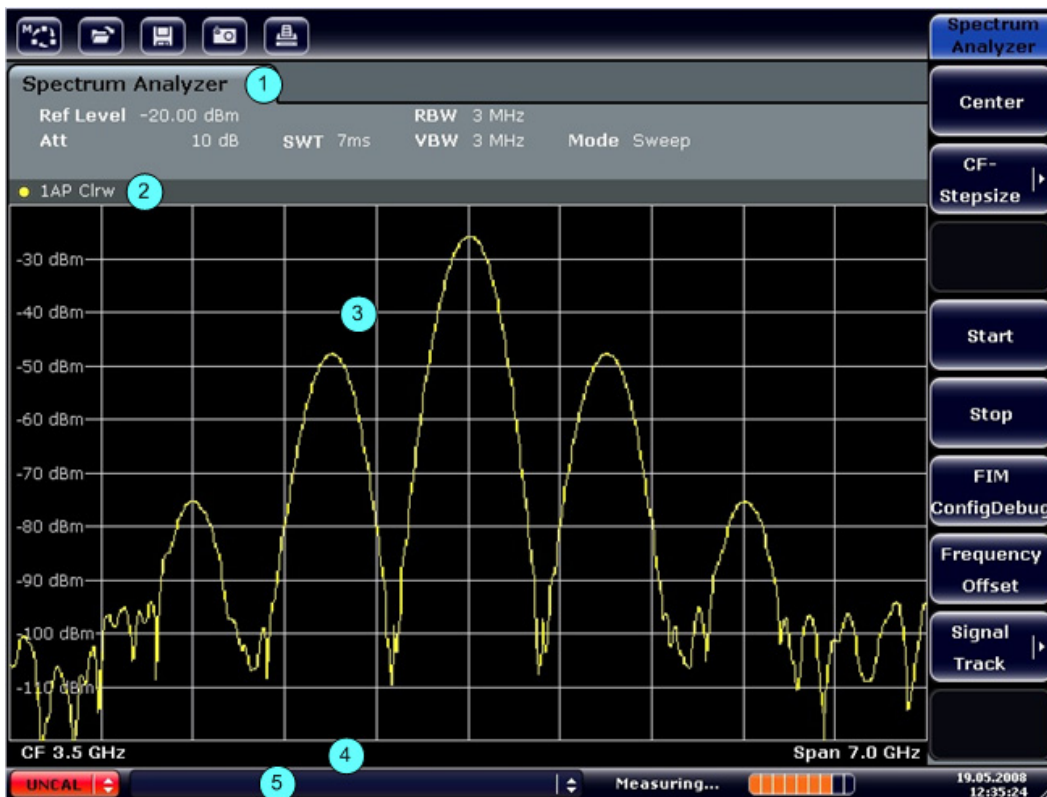 M
Spectrum Analyzer
Spectrum Analyzer 1
Ref Level -20.00 dBm RBW 3 MHz
Att 10 dB SWT 7ms VBW 3 MHz Mode Sweep
1AP Clrw 2
-30 dBm
-40 dBm
3
-50 dBm
-60 dBm
-70 dBm
-80 dBm
-90 dBm
-100 dBm
-110 dBm
CF 3.5 GHz 4 Span 7.0 GHz
UNCAL 5 Measuring...
19.05.2008
12:35:24
Center
CF-
Stepsize
Start
Stop
FIM
ConfigDebug
Frequency
Offset
Signal
Track